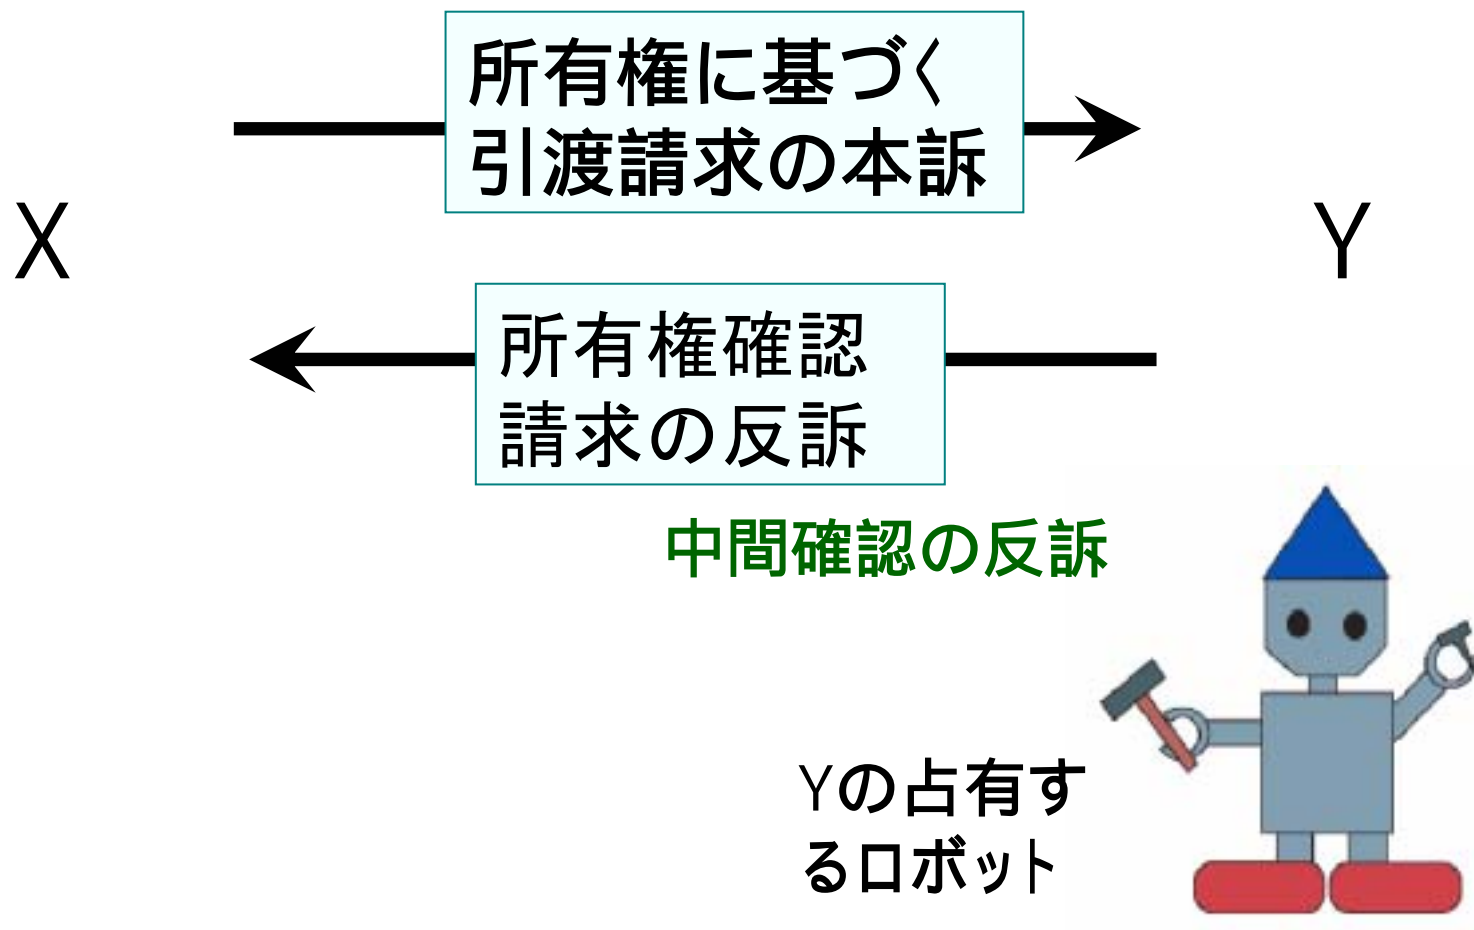 所有権に基づく
引渡請求の本訴
X
Y
所有権確認
請求の反訴
中間確認の反訴
Yの占有す
るロボット